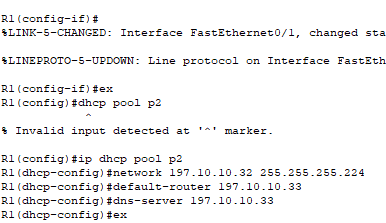 R1(config-if)#
%LINK-5-CHANGED: Interface FastEthernet0/1, changed sta
%LINEPROTO-5-UPDOWN: Line protocol on Interface FastEth
R1(config-if)#ex
R1(config)#dhcp pool p2
^
% Invalid input detected at '^' marker.
R1(config)#ip dhcp pool p2
R1(dhcp-config)#network 197.10.10.32 255.255.255.224
R1(dhcp-config)#default-router 197.10.10.33
R1(dhcp-config)#dns-server 197.10.10.33
R1(dhcp-config)#ex